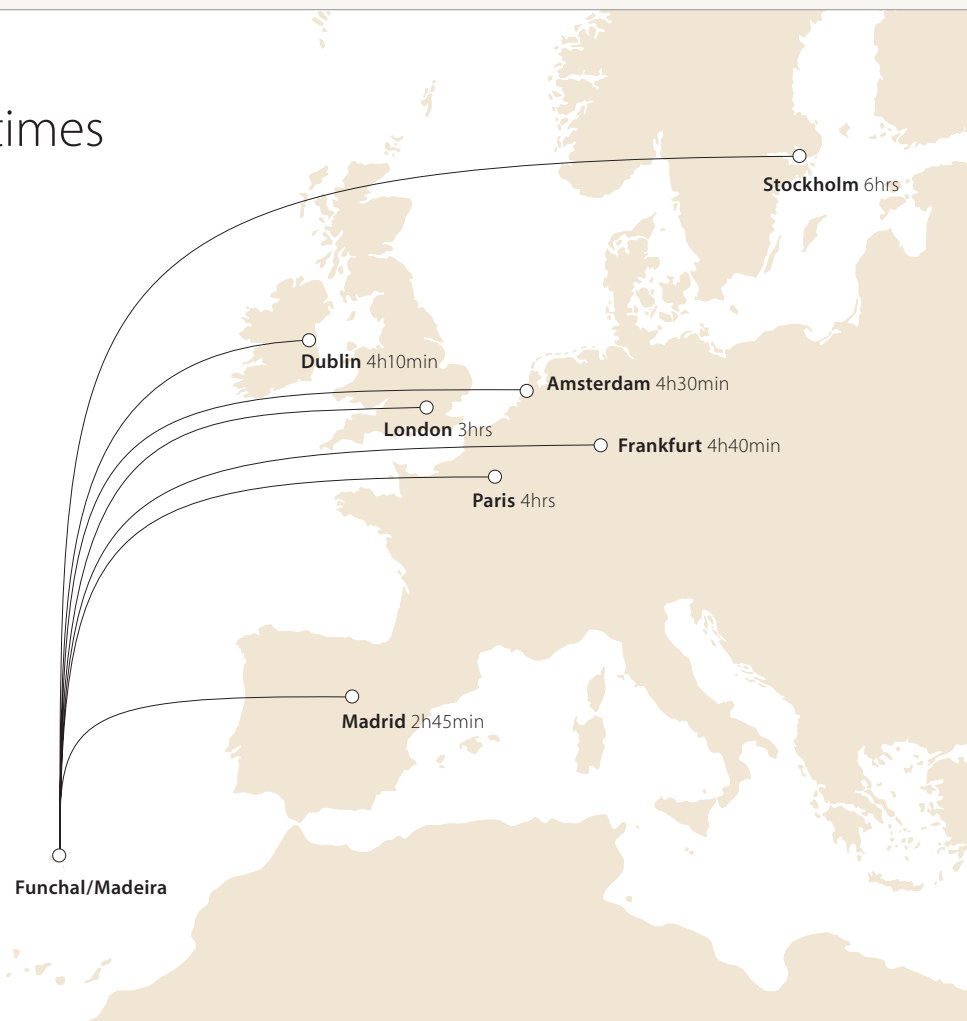 times
Stockholm 6hrs
Dublin 4h10min
Amsterdam 4h30min
London 3hrs
Frankfurt 4h40min
Paris 4hrs
Madrid 2h45min
Funchal/Madeira